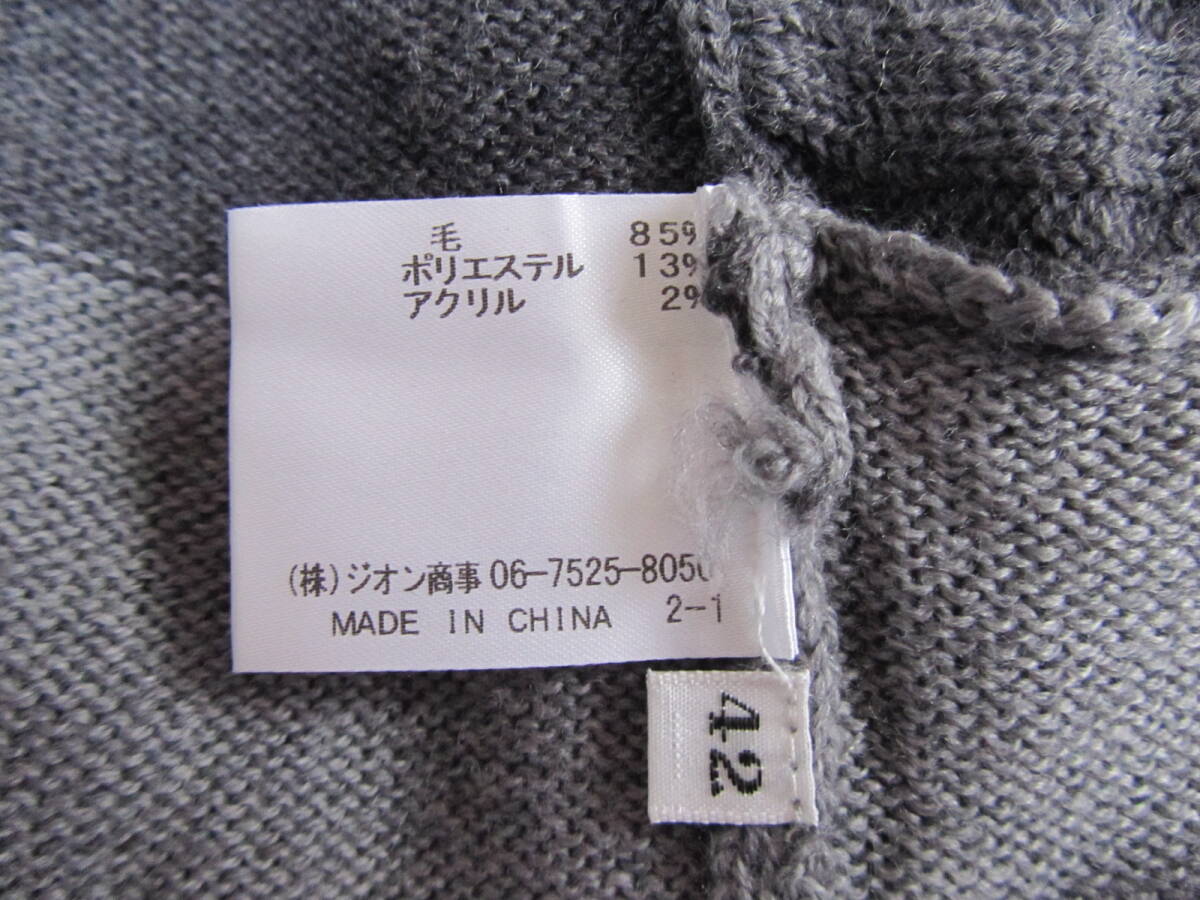 毛 85%
ポリエステル 13%
アクリル 2%
(株)ジオン商事 06-7525-805
MADE IN CHINA 2-1
42